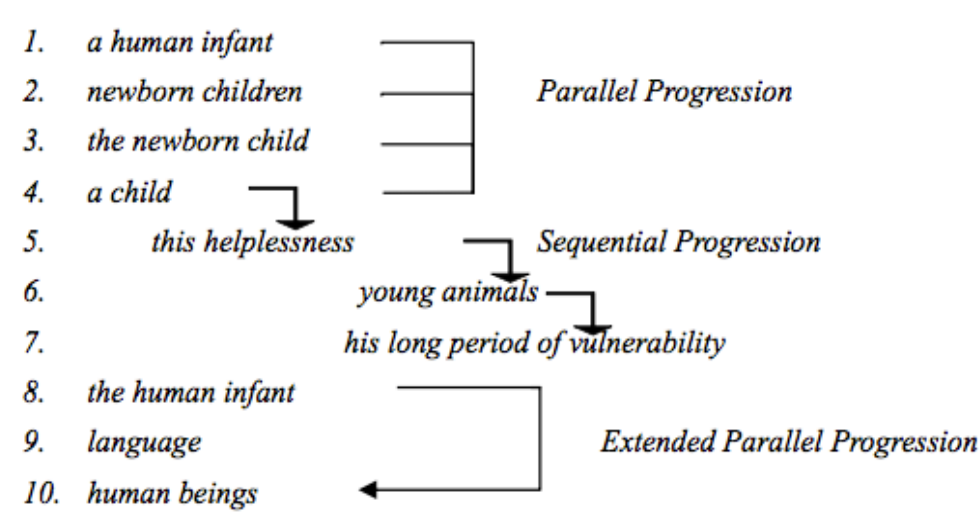 1. a human infant
2. newborn children Parallel Progression
3. the newborn child
4. a child
5. this helplessness Sequential Progression
6. young animals
7. his long period of vulnerability
8. the human infant
9. language Extended Parallel Progression
10. human beings